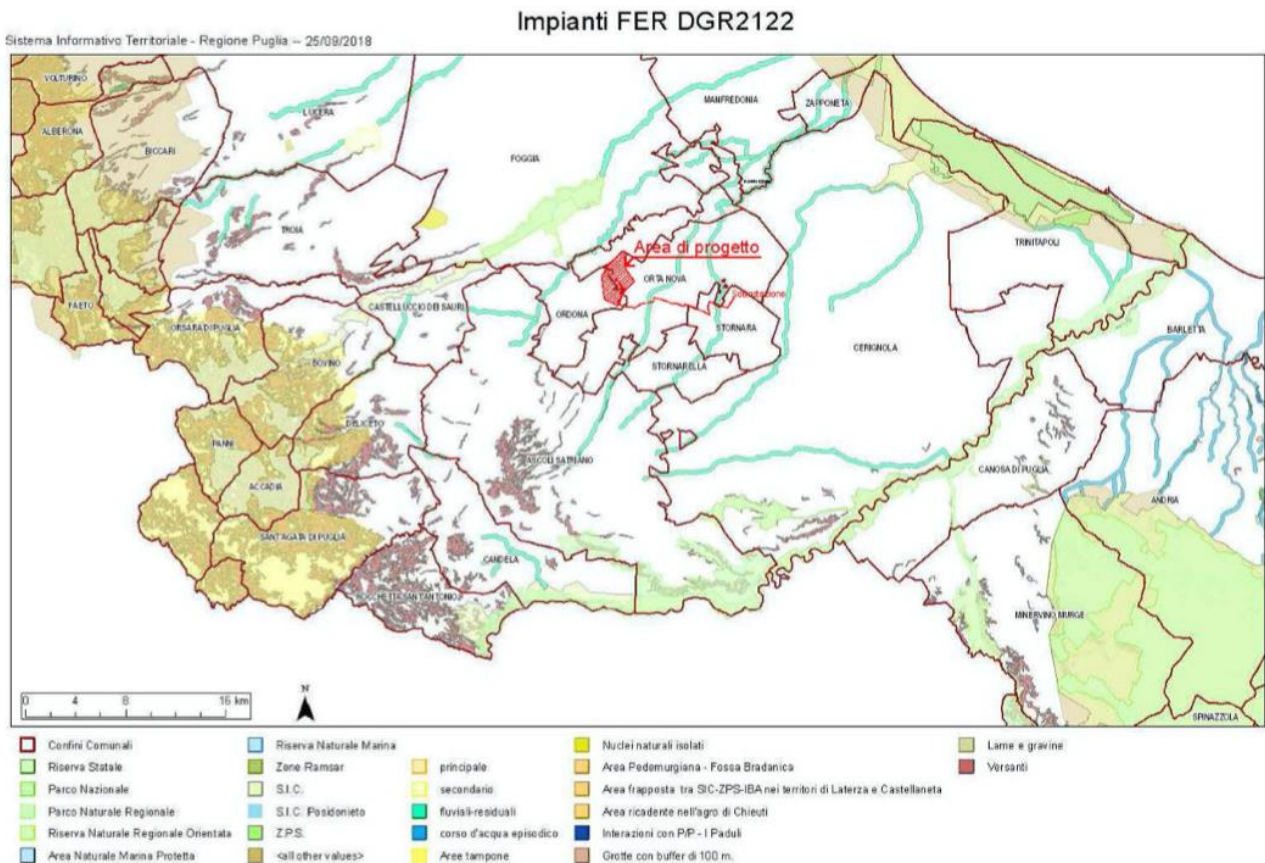 Impianti FER DGR2122
Sistema Informativo Territoriale - Regione Puglia -- 25/09/2018
VOLTURINO
ALBERONA
BICCARI
LUCERA
FOGGIA
MANFREDONIA
ZAPPONETA
TROIA
Area di progetto
ORTA NOVA
TRINITAPOLI
FAETO
ORSARA DI PUGLIA
CASTELLUCCIO DEI SAURI
ORDONA
Sottostazione
STORNARA
BARLETTA
BOVINO
CERIGNOLA
STORNARELLA
PANNI
DELICETO
ASCOLI SATRIANO
CANOSA DI PUGLIA
ACCADIA
ANDRIA
SANT'AGATA DI PUGLIA
CANDELA
ROCCHETTA SANT'ANTONIO
MINERVINO MURGE
SPINAZZOLA
0 4 8 16 km
N
Confini Comunali
Riserva Statale
Parco Nazionale
Parco Naturale Regionale
Riserva Naturale Regionale Orientata
Area Naturale Marina Protetta
Riserva Naturale Marina
Zone Ramsar
S.I.C.
S.I.C. Posidonieto
Z.P.S.
<all other values>
principale
secondario
fluviali-residuali
corso d'acqua episodico
Aree tampone
Nuclei naturali isolati
Area Pedemurgiana - Fossa Bradanica
Area frapposta tra SIC-ZPS-IBA nei territori di Laterza e Castellaneta
Area ricadente nell'agro di Chieuti
Interazioni con P/P - I Paduli
Grotte con buffer di 100 m.
Lame e gravine
Versanti